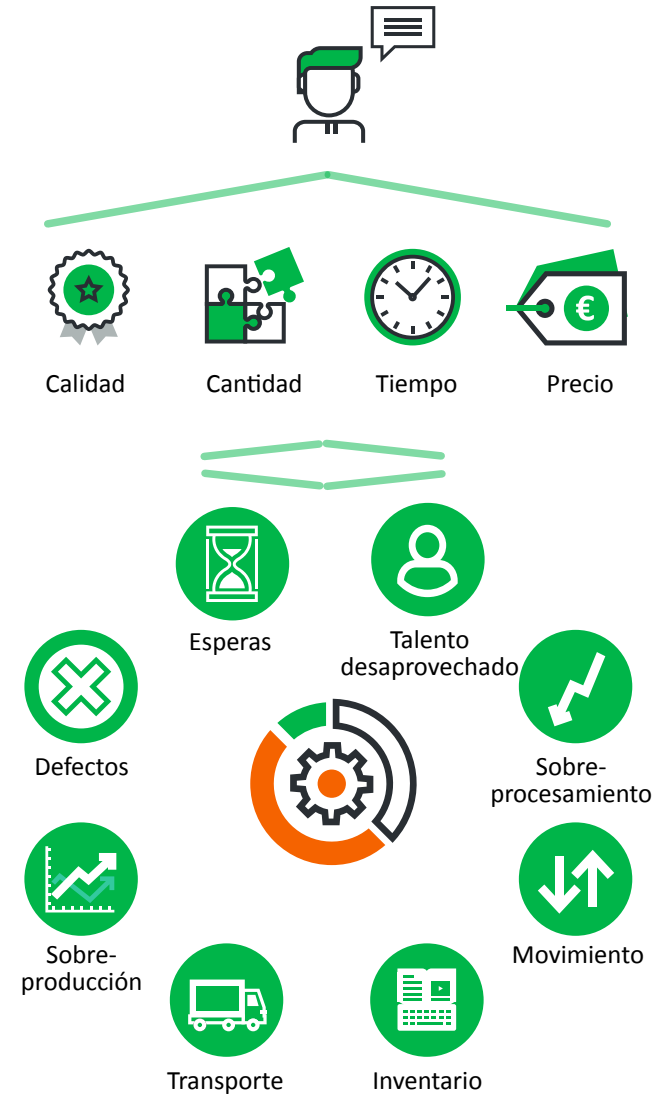 €
Calidad
Cantidad
Tiempo
Precio
Esperas
Talento
desaprovechado
Defectos
Sobre-
procesamiento
Sobre-
producción
Movimiento
Transporte
Inventario